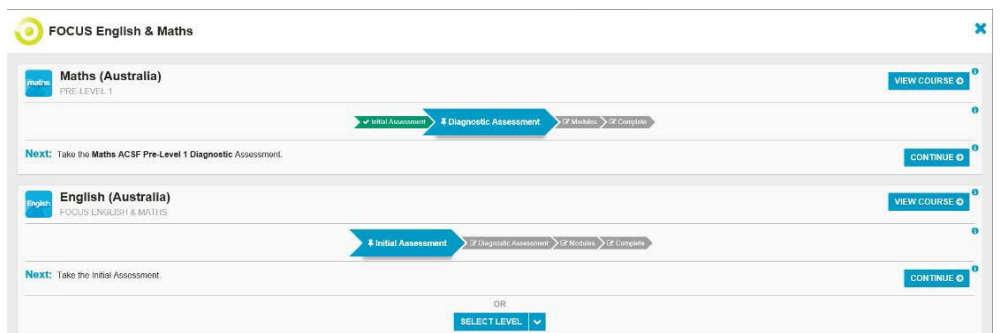 FOCUS English & Maths
maths
Maths (Australia)
PRE-LEVEL 1
VIEW COURSE
Initial Assessment
Diagnostic Assessment
Modules
Complete
Next: Take the Maths ACSF Pre-Level 1 Diagnostic Assessment.
CONTINUE
English
English (Australia)
FOCUS ENGLISH & MATHS
VIEW COURSE
Initial Assessment
Diagnostic Assessment
Modules
Complete
Next: Take the Initial Assessment.
CONTINUE
OR
SELECT LEVEL